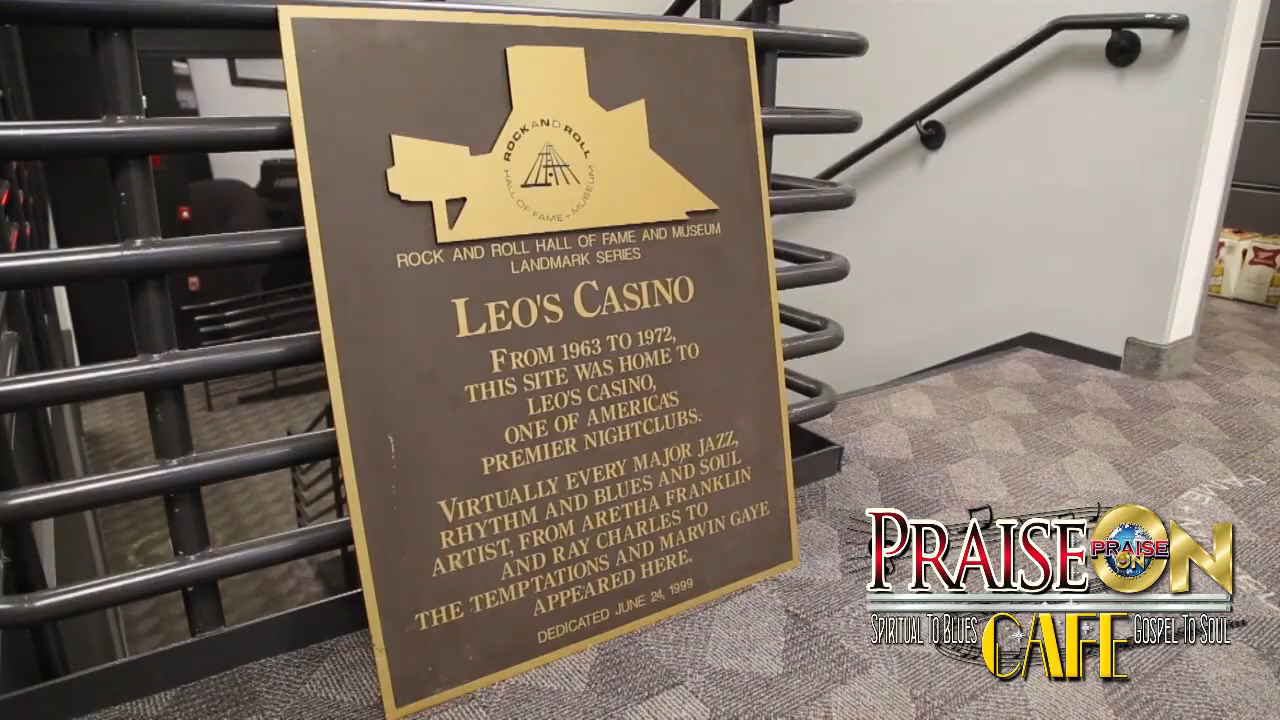 ROCK AND ROLL
HALL OF FAME + MUSEUM
ROCK AND ROLL HALL OF FAME AND MUSEUM
LANDMARK SERIES
LEO'S CASINO
FROM 1963 TO 1972,
THIS SITE WAS HOME TO
LEO'S CASINO,
ONE OF AMERICA'S
PREMIER NIGHTCLUBS.
VIRTUALLY EVERY MAJOR JAZZ,
RHYTHM AND BLUES AND SOUL
ARTIST, FROM ARETHA FRANKLIN
AND RAY CHARLES TO
THE TEMPTATIONS AND MARVIN GAYE
APPEARED HERE.
DEDICATED JUNE 24, 1999
PRAISE ON
PRAISE
ON
SPIRITUAL TO BLUES CAFE GOSPEL TO SOUL